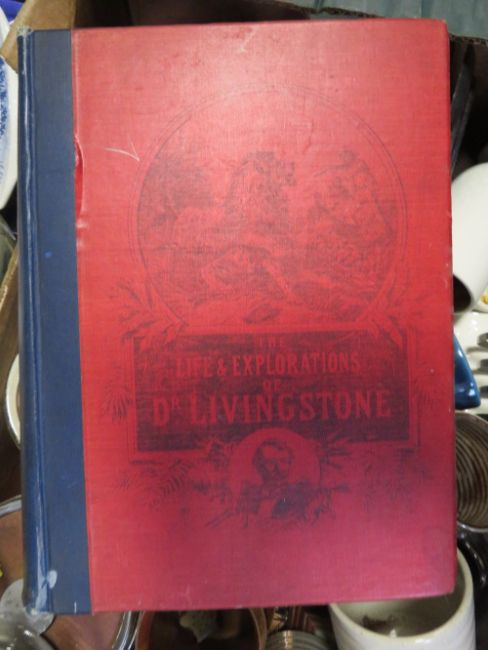 THE
LIFE & EXPLORATIONS
OF
DR LIVINGSTONE